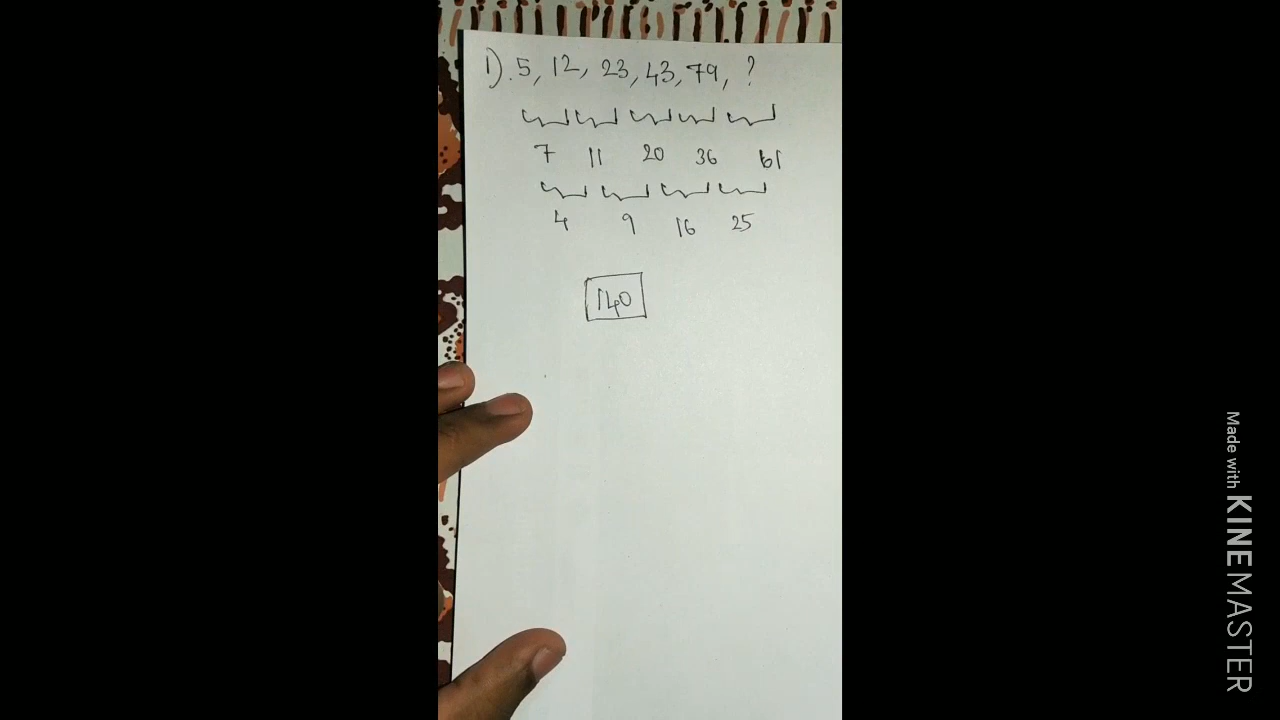 1). 5, 12, 23, 43, 79, ?
7 11 20 36 61
4 9 16 25
140
Made with KINEMASTER